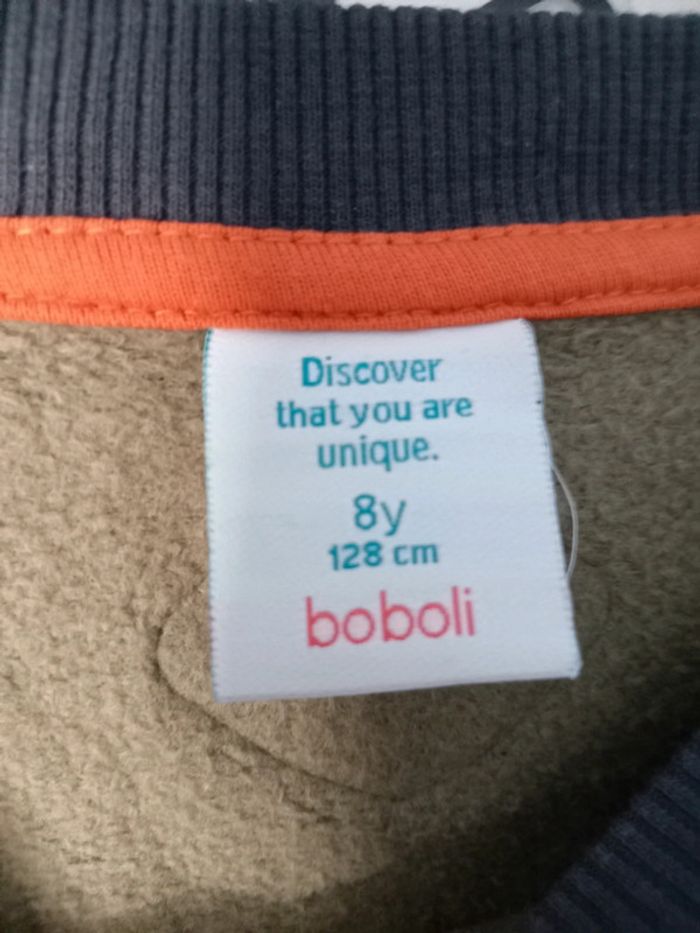 Discover
that you are
unique.
8y
128 cm
boboli